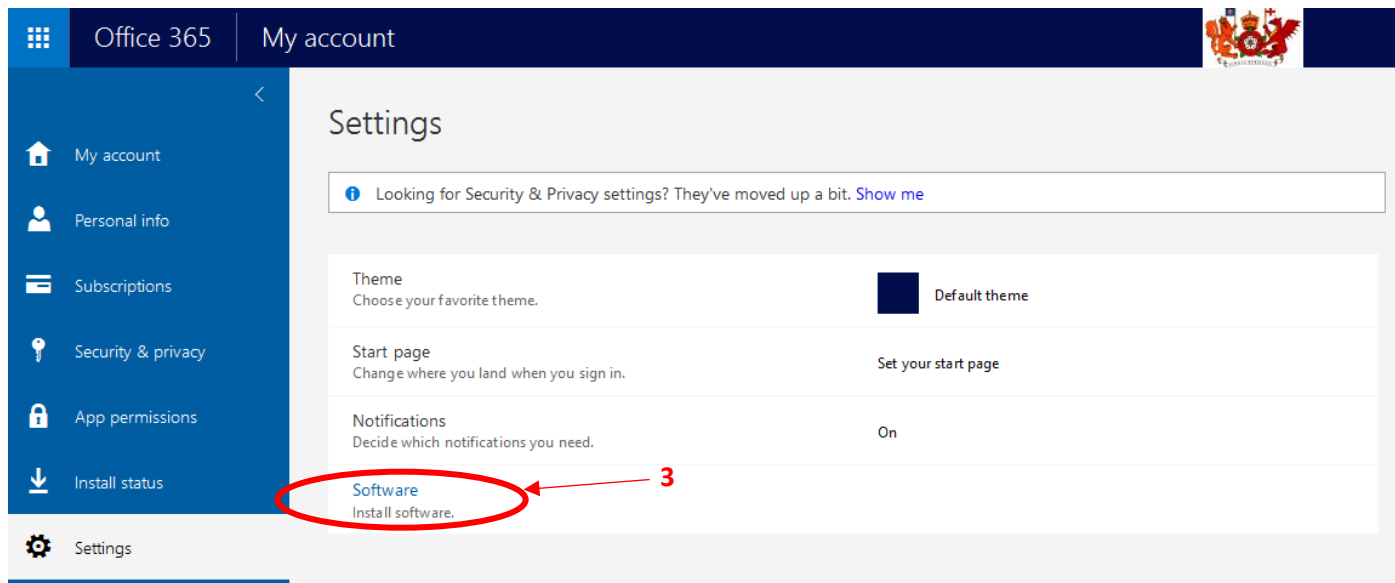 Office 365 My account
Settings
My account
Looking for Security & Privacy settings? They've moved up a bit. Show me
Personal info
Subscriptions
Security & privacy
App permissions
Install status
Settings
Theme
Choose your favorite theme.
Default theme
Start page
Change where you land when you sign in.
Set your start page
Notifications
Decide which notifications you need.
On
Software
Install software.
3